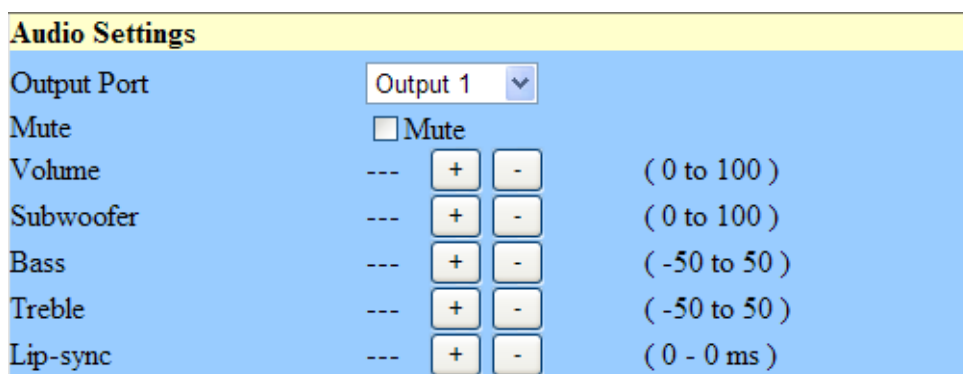 Audio Settings
Output Port Output 1
Mute Mute
Volume --- + - ( 0 to 100 )
Subwoofer --- + - ( 0 to 100 )
Bass --- + - ( -50 to 50 )
Treble --- + - ( -50 to 50 )
Lip-sync --- + - ( 0 - 0 ms )